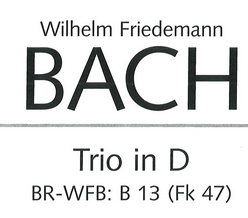 Wilhelm Friedemann
BACH
Trio in D
BR-WFB: B 13 (Fk 47)